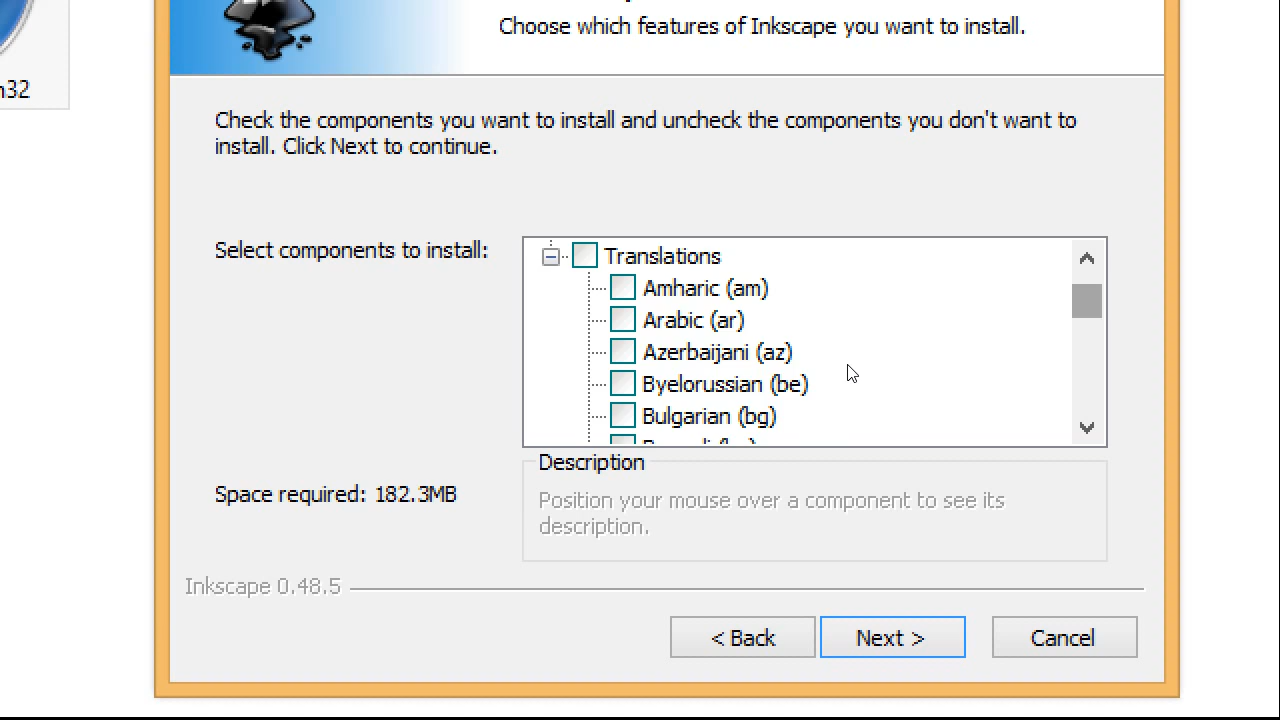 n32
Choose which features of Inkscape you want to install.
Check the components you want to install and uncheck the components you don't want to
install. Click Next to continue.
Select components to install:
Translations
Amharic (am)
Arabic (ar)
Azerbaijani (az)
Byelorussian (be)
Bulgarian (bg)
Description
Space required: 182.3MB
Position your mouse over a component to see its
description.
Inkscape 0.48.5
< Back
Next >
Cancel